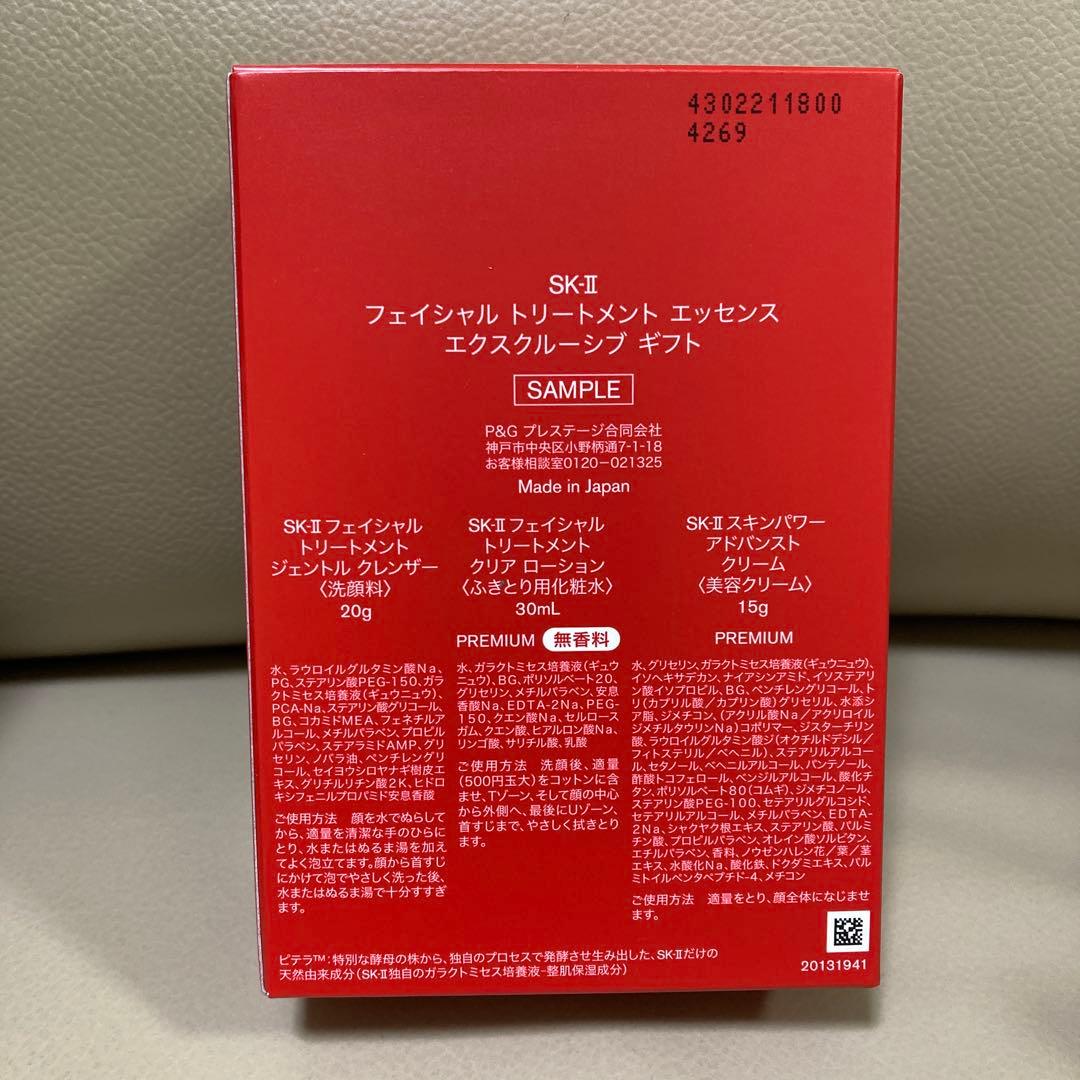 4302211800
4269
SK-II
フェイシャル トリートメント エッセンス
エクスクルーシブ ギフト
SAMPLE
P&G プレステージ合同会社
神戸市中央区小野柄通7-1-18
お客様相談室0120-021325
Made in Japan
SK-IIフェイシャル
トリートメント
ジェントル クレンザー
〈洗顔料〉
20g
水、ラウロイルグルタミン酸Na、
PG、ステアリン酸PEG-150、ガラ
クトミセス培養液(ギュウニュウ)、
PCA-Na、ステアリン酸グリコール、
BG、コカミドMEA、フェネチルア
ルコール、メチルパラベン、プロピル
パラベン、ステアラミドAMP、グリ
セリン、ノバラ油、ペンチレングリ
コール、セイヨウシロヤナギ樹皮エ
キス、グリチルリチン酸2K、ヒドロ
キシフェニルプロパミド安息香酸
ご使用方法 顔を水でぬらして
から、適量を清潔な手のひらに
とり、水またはぬるま湯を加え
てよく泡立てます。顔から首すじ
にかけて泡でやさしく洗った後、
水またはぬるま湯で十分すすぎ
ます。
SK-IIフェイシャル
トリートメント
クリア ローション
〈ふきとり用化粧水〉
30mL
PREMIUM 無香料
水、ガラクトミセス培養液(ギュウ
ニュウ)、BG、ポリソルベート20、
グリセリン、メチルパラベン、安息
香酸Na、EDTA-2Na、PEG-
150、クエン酸Na、セルロース
ガム、クエン酸、ヒアルロン酸Na、
リンゴ酸、サリチル酸、乳酸
ご使用方法 洗顔後、適量
(500円玉大)をコットンに含
ませ、Tゾーン、そして顔の中心
から外側へ、最後にUゾーン、
首すじまで、やさしく拭きとり
ます。
SK-IIスキンパワー
アドバンスト
クリーム
〈美容クリーム〉
15g
PREMIUM
水、グリセリン、ガラクトミセス培養液(ギュウニュウ)、
イソヘキサデカン、ナイアシンアミド、イソステアリ
ン酸イソプロピル、BG、ペンチレングリコール、ト
リ(カプリル酸/カプリン酸)グリセリル、水添シ
ア脂、ジメチコン、(アクリル酸Na/アクリロイル
ジメチルタウリンNa)コポリマー、ジスターチリン
酸、ラウロイルグルタミン酸ジ(オクチルドデシル/
フィトステリル/ベヘニル)、ステアリルアルコー
ル、セタノール、ベヘニルアルコール、パンテノール、
酢酸トコフェロール、ベンジルアルコール、酸化チ
タン、ポリソルベート80(コムギ)、ジメチコノール、
ステアリン酸PEG-100、セテアリルグルコシド、
セテアリルアルコール、メチルパラベン、EDTA-
2Na、シャクヤク根エキス、ステアリン酸、パルミ
チン酸、プロピルパラベン、オレイン酸ソルビタン、
エチルパラベン、香料、ノウゼンハレン花/葉/茎
エキス、水酸化Na、酸化鉄、ドクダミエキス、パル
ミトイルペンタペプチド-4、メチコン
ご使用方法 適量をとり、顔全体になじませ
ます。
ピテラ™:特別な酵母の株から、独自のプロセスで発酵させ生み出した、SK-IIだけの
天然由来成分(SK-II独自のガラクトミセス培養液-整肌保湿成分)
20131941